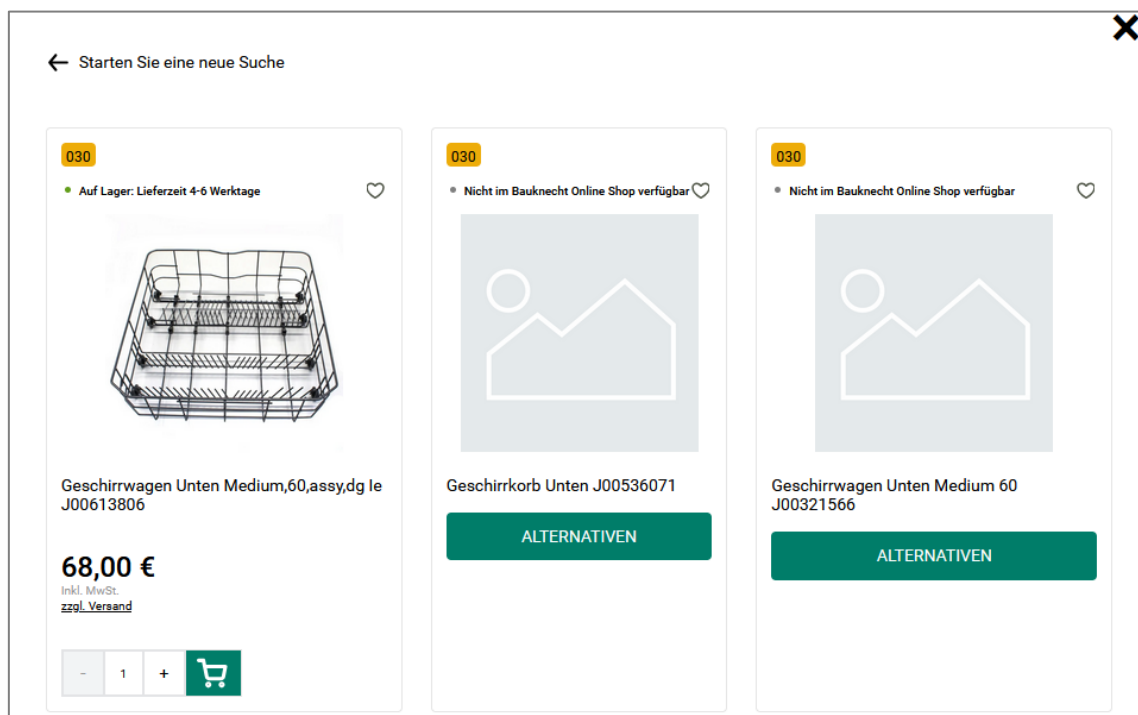 Starten Sie eine neue Suche
030
Auf Lager: Lieferzeit 4-6 Werktage
Geschirrwagen Unten Medium,60,assy,dg Ie
J00613806
68,00 €
Inkl. MwSt.
zzgl. Versand
- 1 +
030
Nicht im Bauknecht Online Shop verfügbar
Geschirrkorb Unten J00536071
ALTERNATIVEN
030
Nicht im Bauknecht Online Shop verfügbar
Geschirrwagen Unten Medium 60
J00321566
ALTERNATIVEN